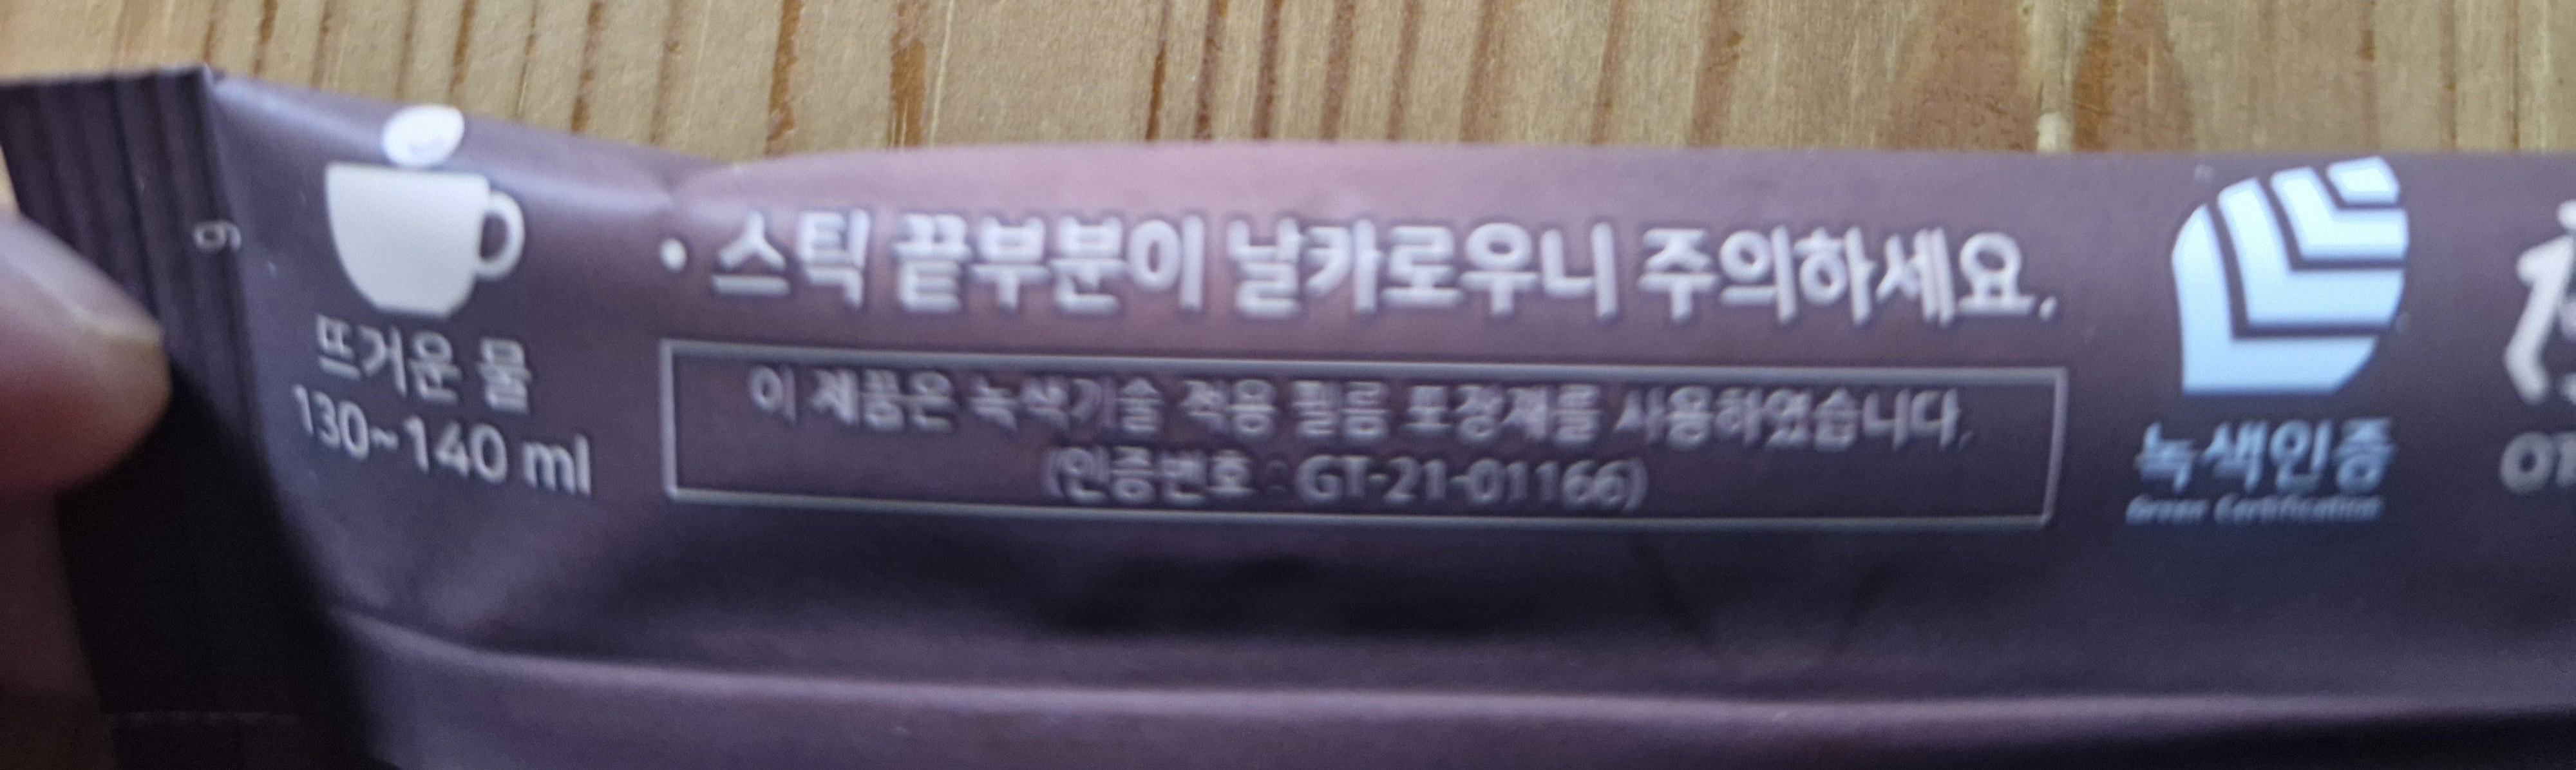 뜨거운 물
130~140 ml
• 스틱 끝부분이 날카로우니 주의하세요.
이 제품은 녹색기술 적용 필름 포장재를 사용하였습니다.
(인증번호 : GT-21-01166)
녹색인증
Green Certification